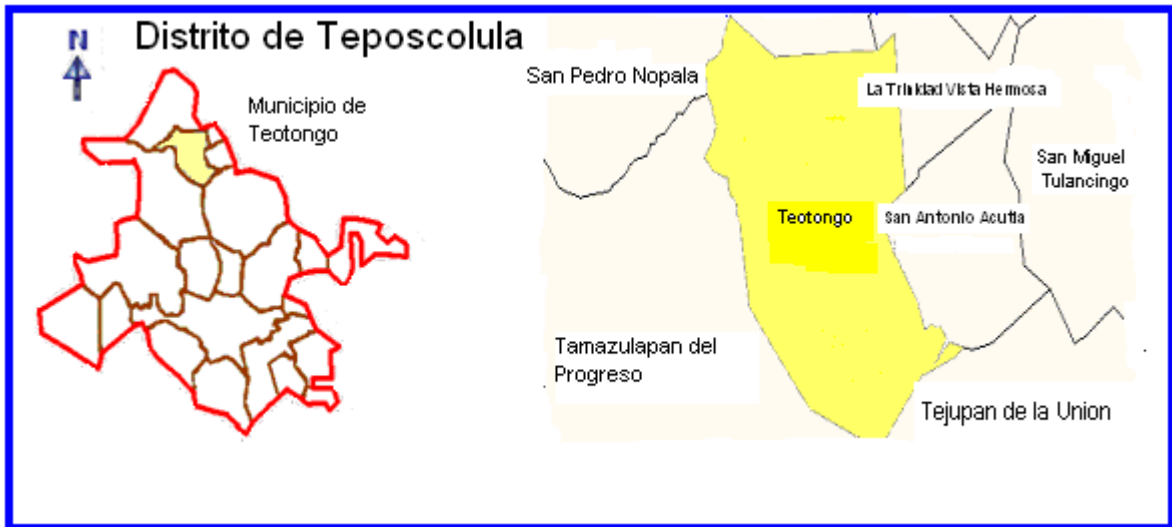 N
Distrito de Teposcolula
Municipio de
Teotongo
San Pedro Nopala
La Trinidad Vista Hermosa
San Miguel
Tulancingo
Teotongo
San Antonio Acutla
Tamazulapan del
Progreso
Tejupan de la Union